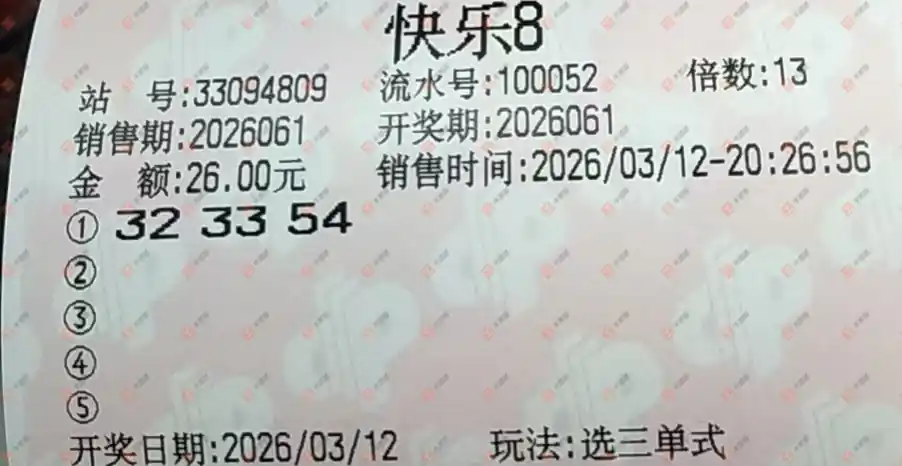 快乐8
站 号:33094809 流水号:100052 倍数:13
销售期:2026061 开奖期:2026061
金 额:26.00元 销售时间:2026/03/12-20:26:56
① 32 33 54
②
③
④
⑤
开奖日期:2026/03/12 玩法:选三单式